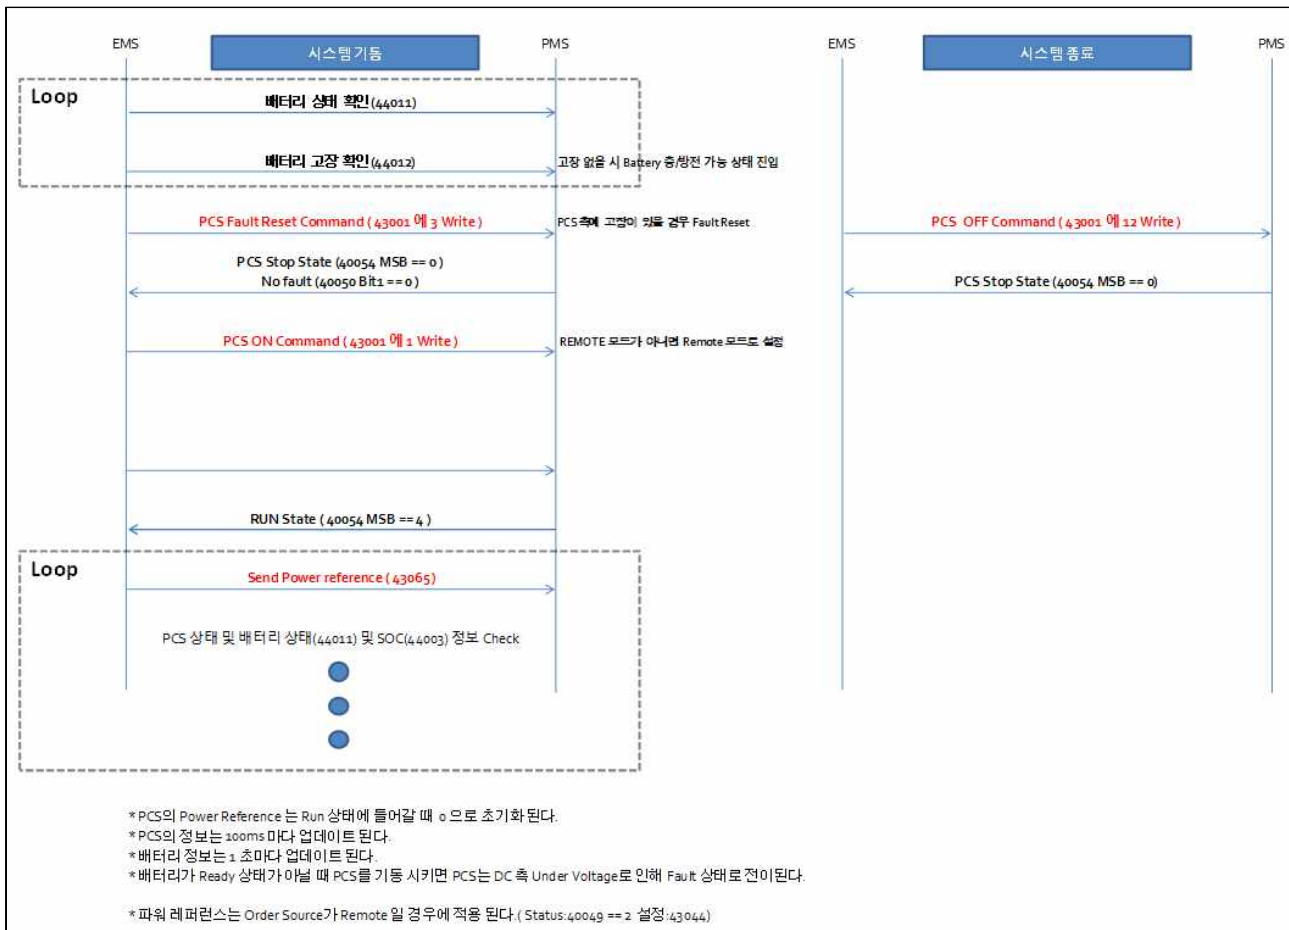 EMS 시스템기동 PMS
EMS 시스템종료 PMS
Loop
배터리 상태 확인(44011)
배터리 고장 확인(44012)
고장 없을 시 Battery 충/방전 가능 상태 진입
PCS Fault Reset Command ( 43001 에 3 Write )
PCS측에 고장이 있을 경우 Fault Reset
PCS OFF Command ( 43001 에 12 Write )
PCS Stop State (40054 MSB == 0 )
No fault (40050 Bit1 == 0 )
PCS Stop State (40054 MSB == 0)
PCS ON Command ( 43001 에 1 Write )
REMOTE 모드가 아니면 Remote 모드로 설정
RUN State ( 40054 MSB == 4 )
Loop
Send Power reference ( 43065)
PCS 상태 및 배터리 상태(44011) 및 SOC(44003) 정보 Check
* PCS의 Power Reference 는 Run 상태에 들어갈 때 0 으로 초기화 된다.
* PCS의 정보는 100ms 마다 업데이트 된다.
* 배터리 정보는 1 초마다 업데이트 된다.
* 배터리가 Ready 상태가 아닐 때 PCS를 기동 시키면 PCS는 DC 측 Under Voltage로 인해 Fault 상태로 전이된다.
* 파워 레퍼런스는 Order Source가 Remote 일 경우에 적용 된다.( Status:40049 == 2 설정:43044)